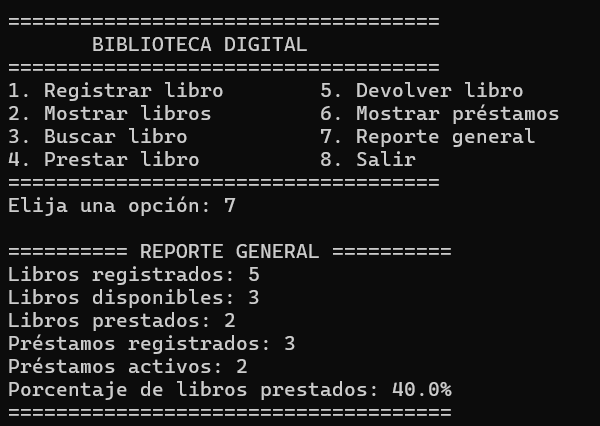 ====================================
       BIBLIOTECA DIGITAL
====================================
1. Registrar libro        5. Devolver libro
2. Mostrar libros         6. Mostrar préstamos
3. Buscar libro           7. Reporte general
4. Prestar libro          8. Salir
====================================
Elija una opción: 7

========== REPORTE GENERAL ==========
Libros registrados: 5
Libros disponibles: 3
Libros prestados: 2
Préstamos registrados: 3
Préstamos activos: 2
Porcentaje de libros prestados: 40.0%
=====================================